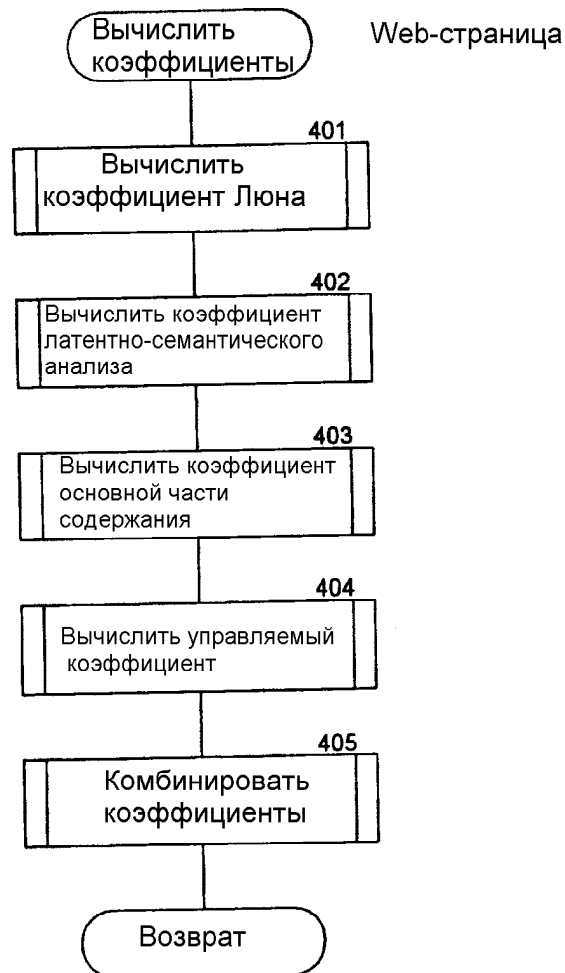 Вычислить
коэффициенты
Web-страница
401
Вычислить
коэффициент Люна
402
Вычислить коэффициент
латентно-семантического
анализа
403
Вычислить коэффициент
основной части
содержания
404
Вычислить управляемый
коэффициент
405
Комбинировать
коэффициенты
Возврат